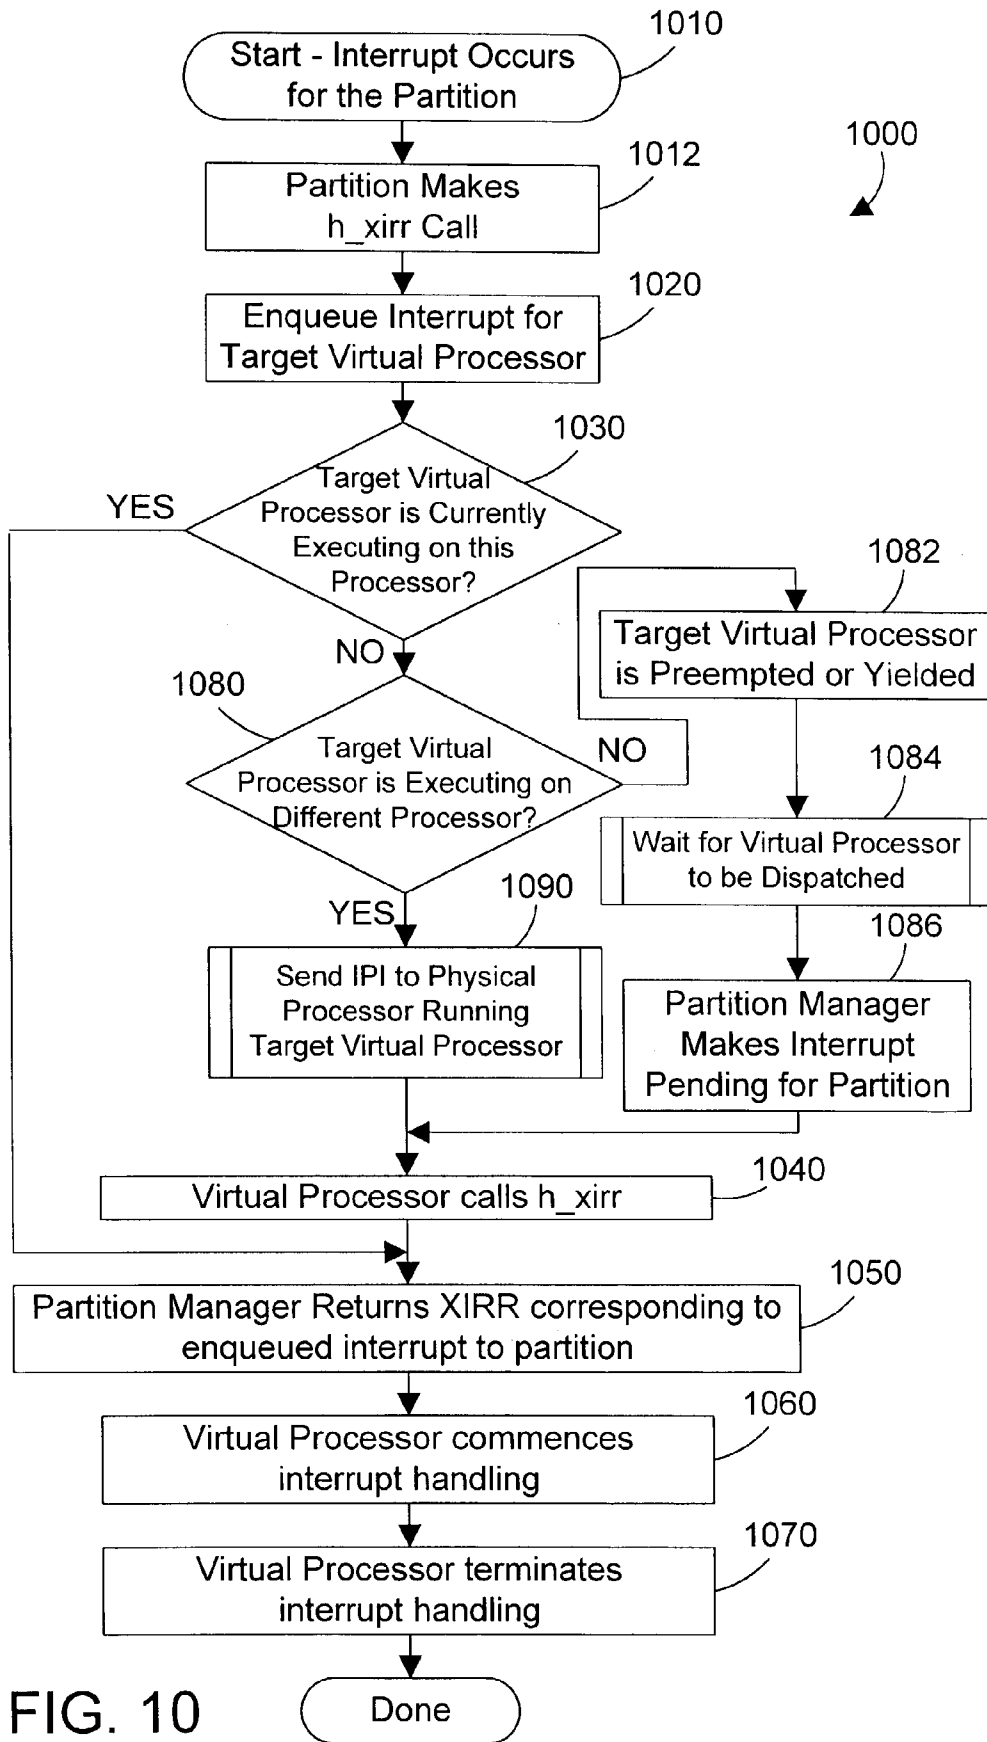 1010
Start - Interrupt Occurs
for the Partition
1000
1012
Partition Makes
h_xirr Call
1020
Enqueue Interrupt for
Target Virtual Processor
1030
Target Virtual
Processor is Currently
Executing on this
Processor?
YES
NO
1082
Target Virtual Processor
is Preempted or Yielded
1080
Target Virtual
Processor is Executing on
Different Processor?
NO
YES
1084
Wait for Virtual Processor
to be Dispatched
1090
Send IPI to Physical
Processor Running
Target Virtual Processor
1086
Partition Manager
Makes Interrupt
Pending for Partition
1040
Virtual Processor calls h_xirr
1050
Partition Manager Returns XIRR corresponding to
enqueued interrupt to partition
1060
Virtual Processor commences
interrupt handling
1070
Virtual Processor terminates
interrupt handling
Done
FIG. 10